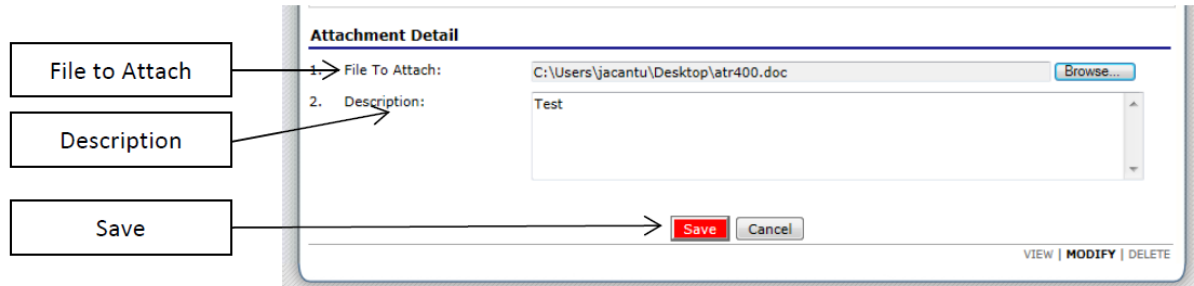 Attachment Detail
File to Attach
1. File To Attach: C:\Users\jacantu\Desktop\atr400.doc Browse...
2. Description: Test
Description
Save
Save Cancel
VIEW | MODIFY | DELETE